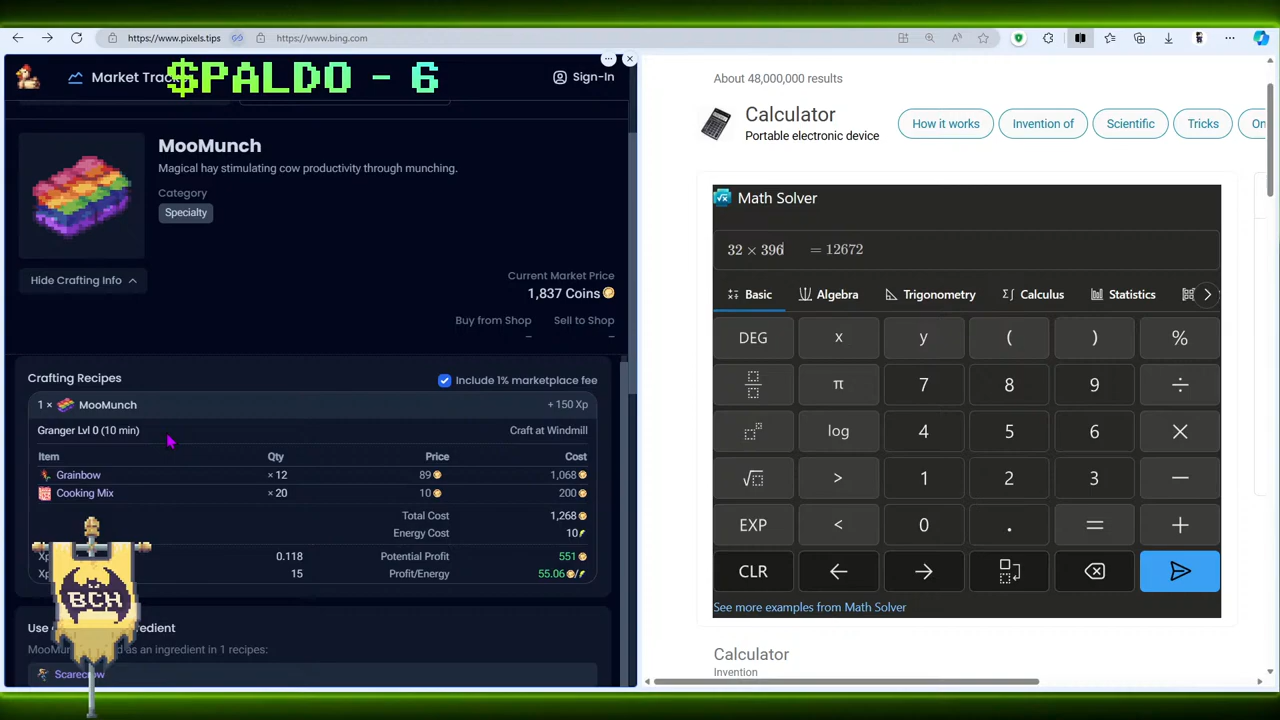 https://www.pixels.tips
https://www.bing.com
Market Trac
Sign-In
$PALDO - 6
MooMunch
Magical hay stimulating cow productivity through munching.
Category
Specialty
Hide Crafting Info
Current Market Price
1,837 Coins
Buy from Shop
Sell to Shop
–
–
Crafting Recipes
Include 1% marketplace fee
1 × MooMunch
+ 150 Xp
Granger Lvl 0 (10 min)
Craft at Windmill
Item Qty Price Cost
Grainbow × 12 89 1,068
Cooking Mix × 20 10 200
Total Cost 1,268
Energy Cost 10
Xp 0.118 Potential Profit 551
Xp 15 Profit/Energy 55.06 /
BCH
Use edient
MooMun d as an ingredient in 1 recipes:
Scarecrow
About 48,000,000 results
Calculator
Portable electronic device
How it works
Invention of
Scientific
Tricks
On
Math Solver
32 × 396 = 12672
Basic
Algebra
Trigonometry
Calculus
Statistics
DEG x y ( ) %
π 7 8 9 ÷
log 4 5 6 ×
> 1 2 3 −
EXP < 0 . = +
CLR
See more examples from Math Solver
Calculator
Invention